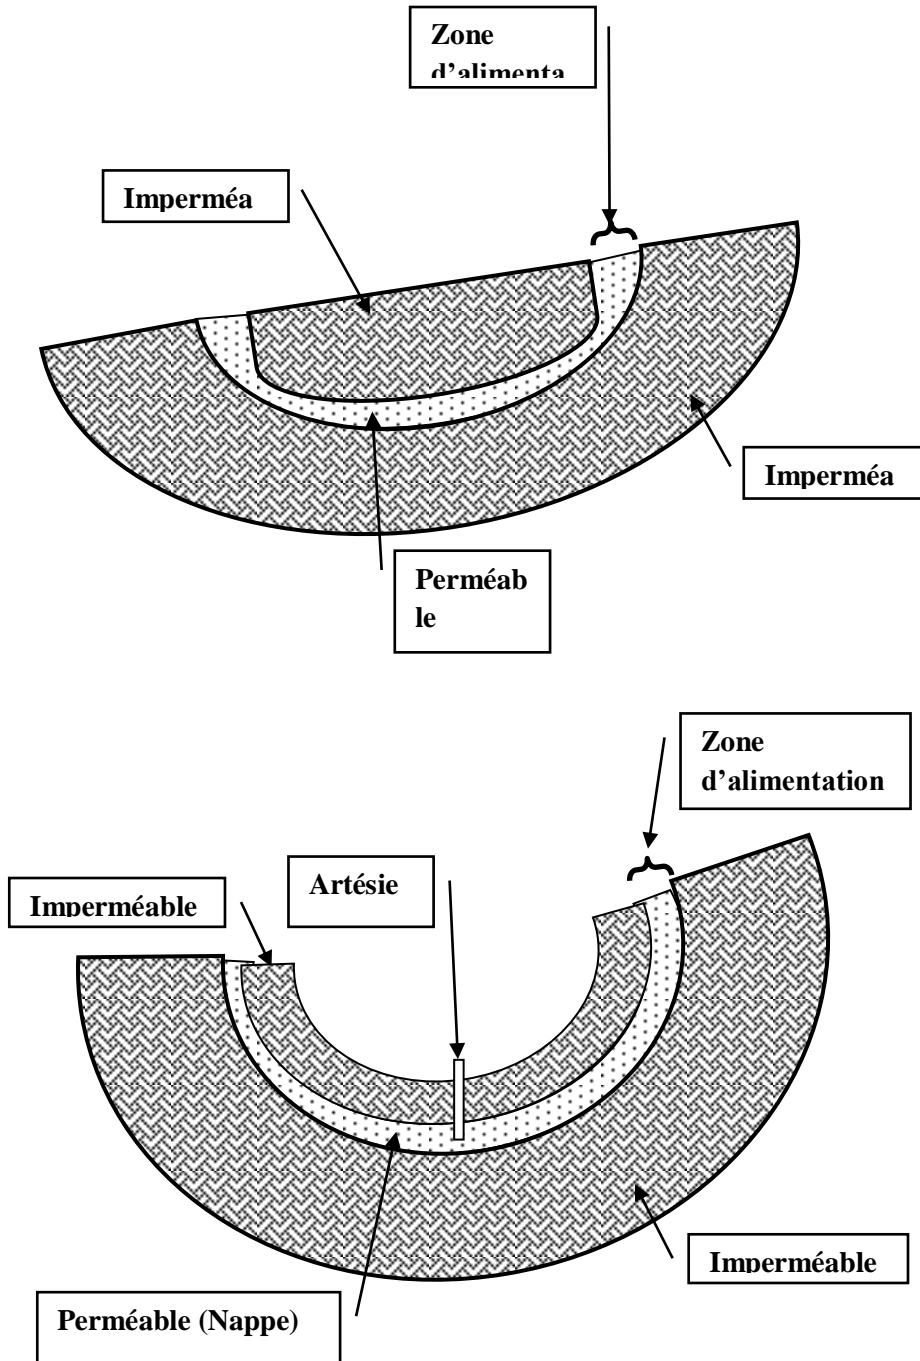 Zone
d’alimenta
Imperméa
Imperméa
Perméab
le
Zone
d’alimentation
Artésie
Imperméable
Imperméable
Perméable (Nappe)